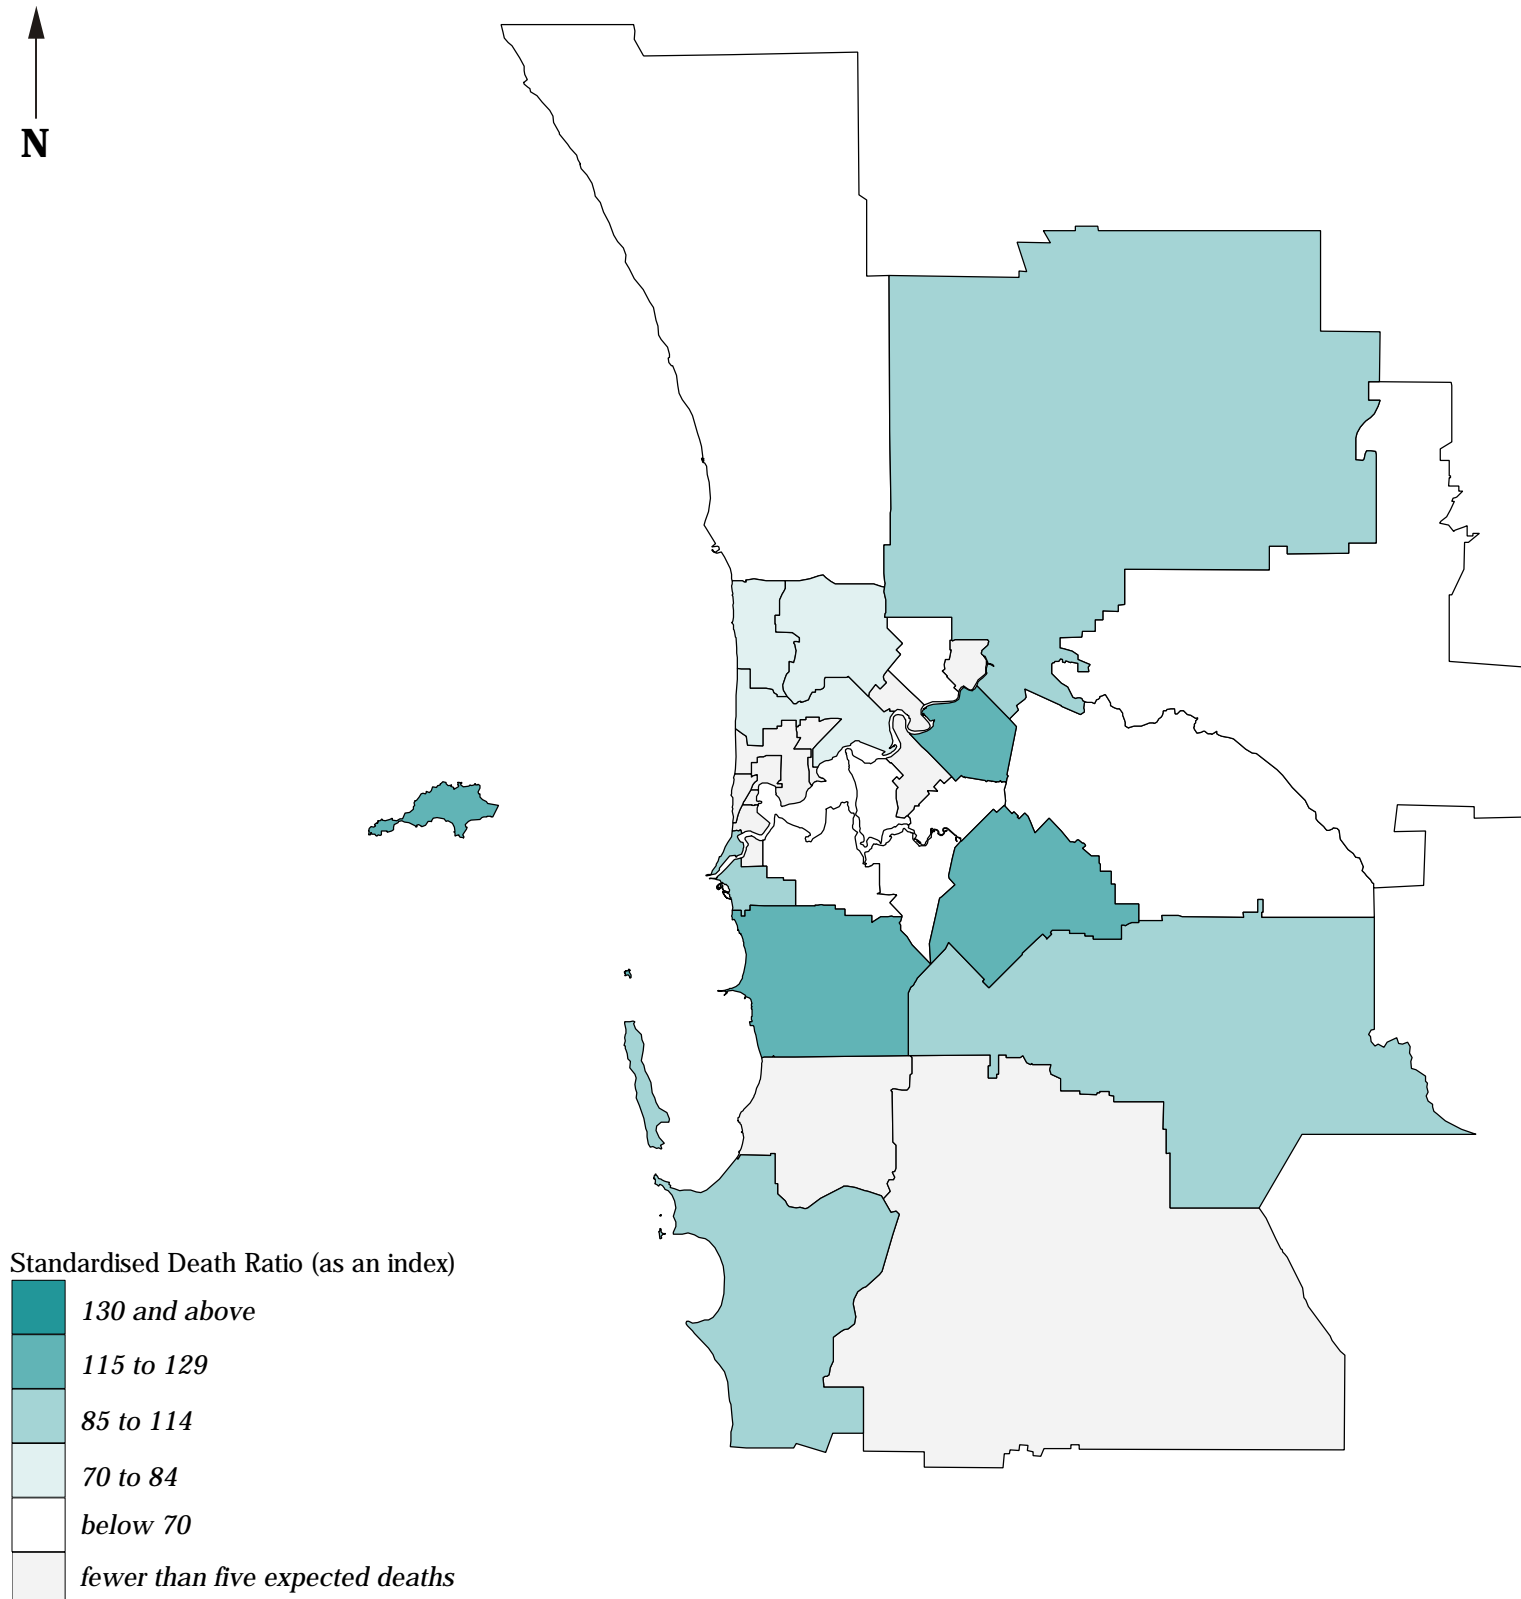 N
Standardised Death Ratio (as an index)
130 and above
115 to 129
85 to 114
70 to 84
below 70
fewer than five expected deaths